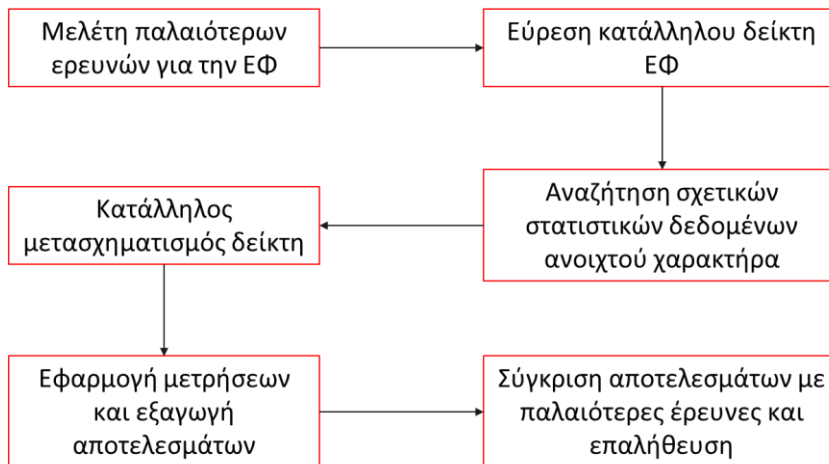 Μελέτη παλαιότερων
ερευνών για την ΕΦ
Εύρεση κατάλληλου δείκτη
ΕΦ
Αναζήτηση σχετικών
στατιστικών δεδομένων
ανοιχτού χαρακτήρα
Κατάλληλος
μετασχηματισμός δείκτη
Εφαρμογή μετρήσεων
και εξαγωγή
αποτελεσμάτων
Σύγκριση αποτελεσμάτων με
παλαιότερες έρευνες και
επαλήθευση